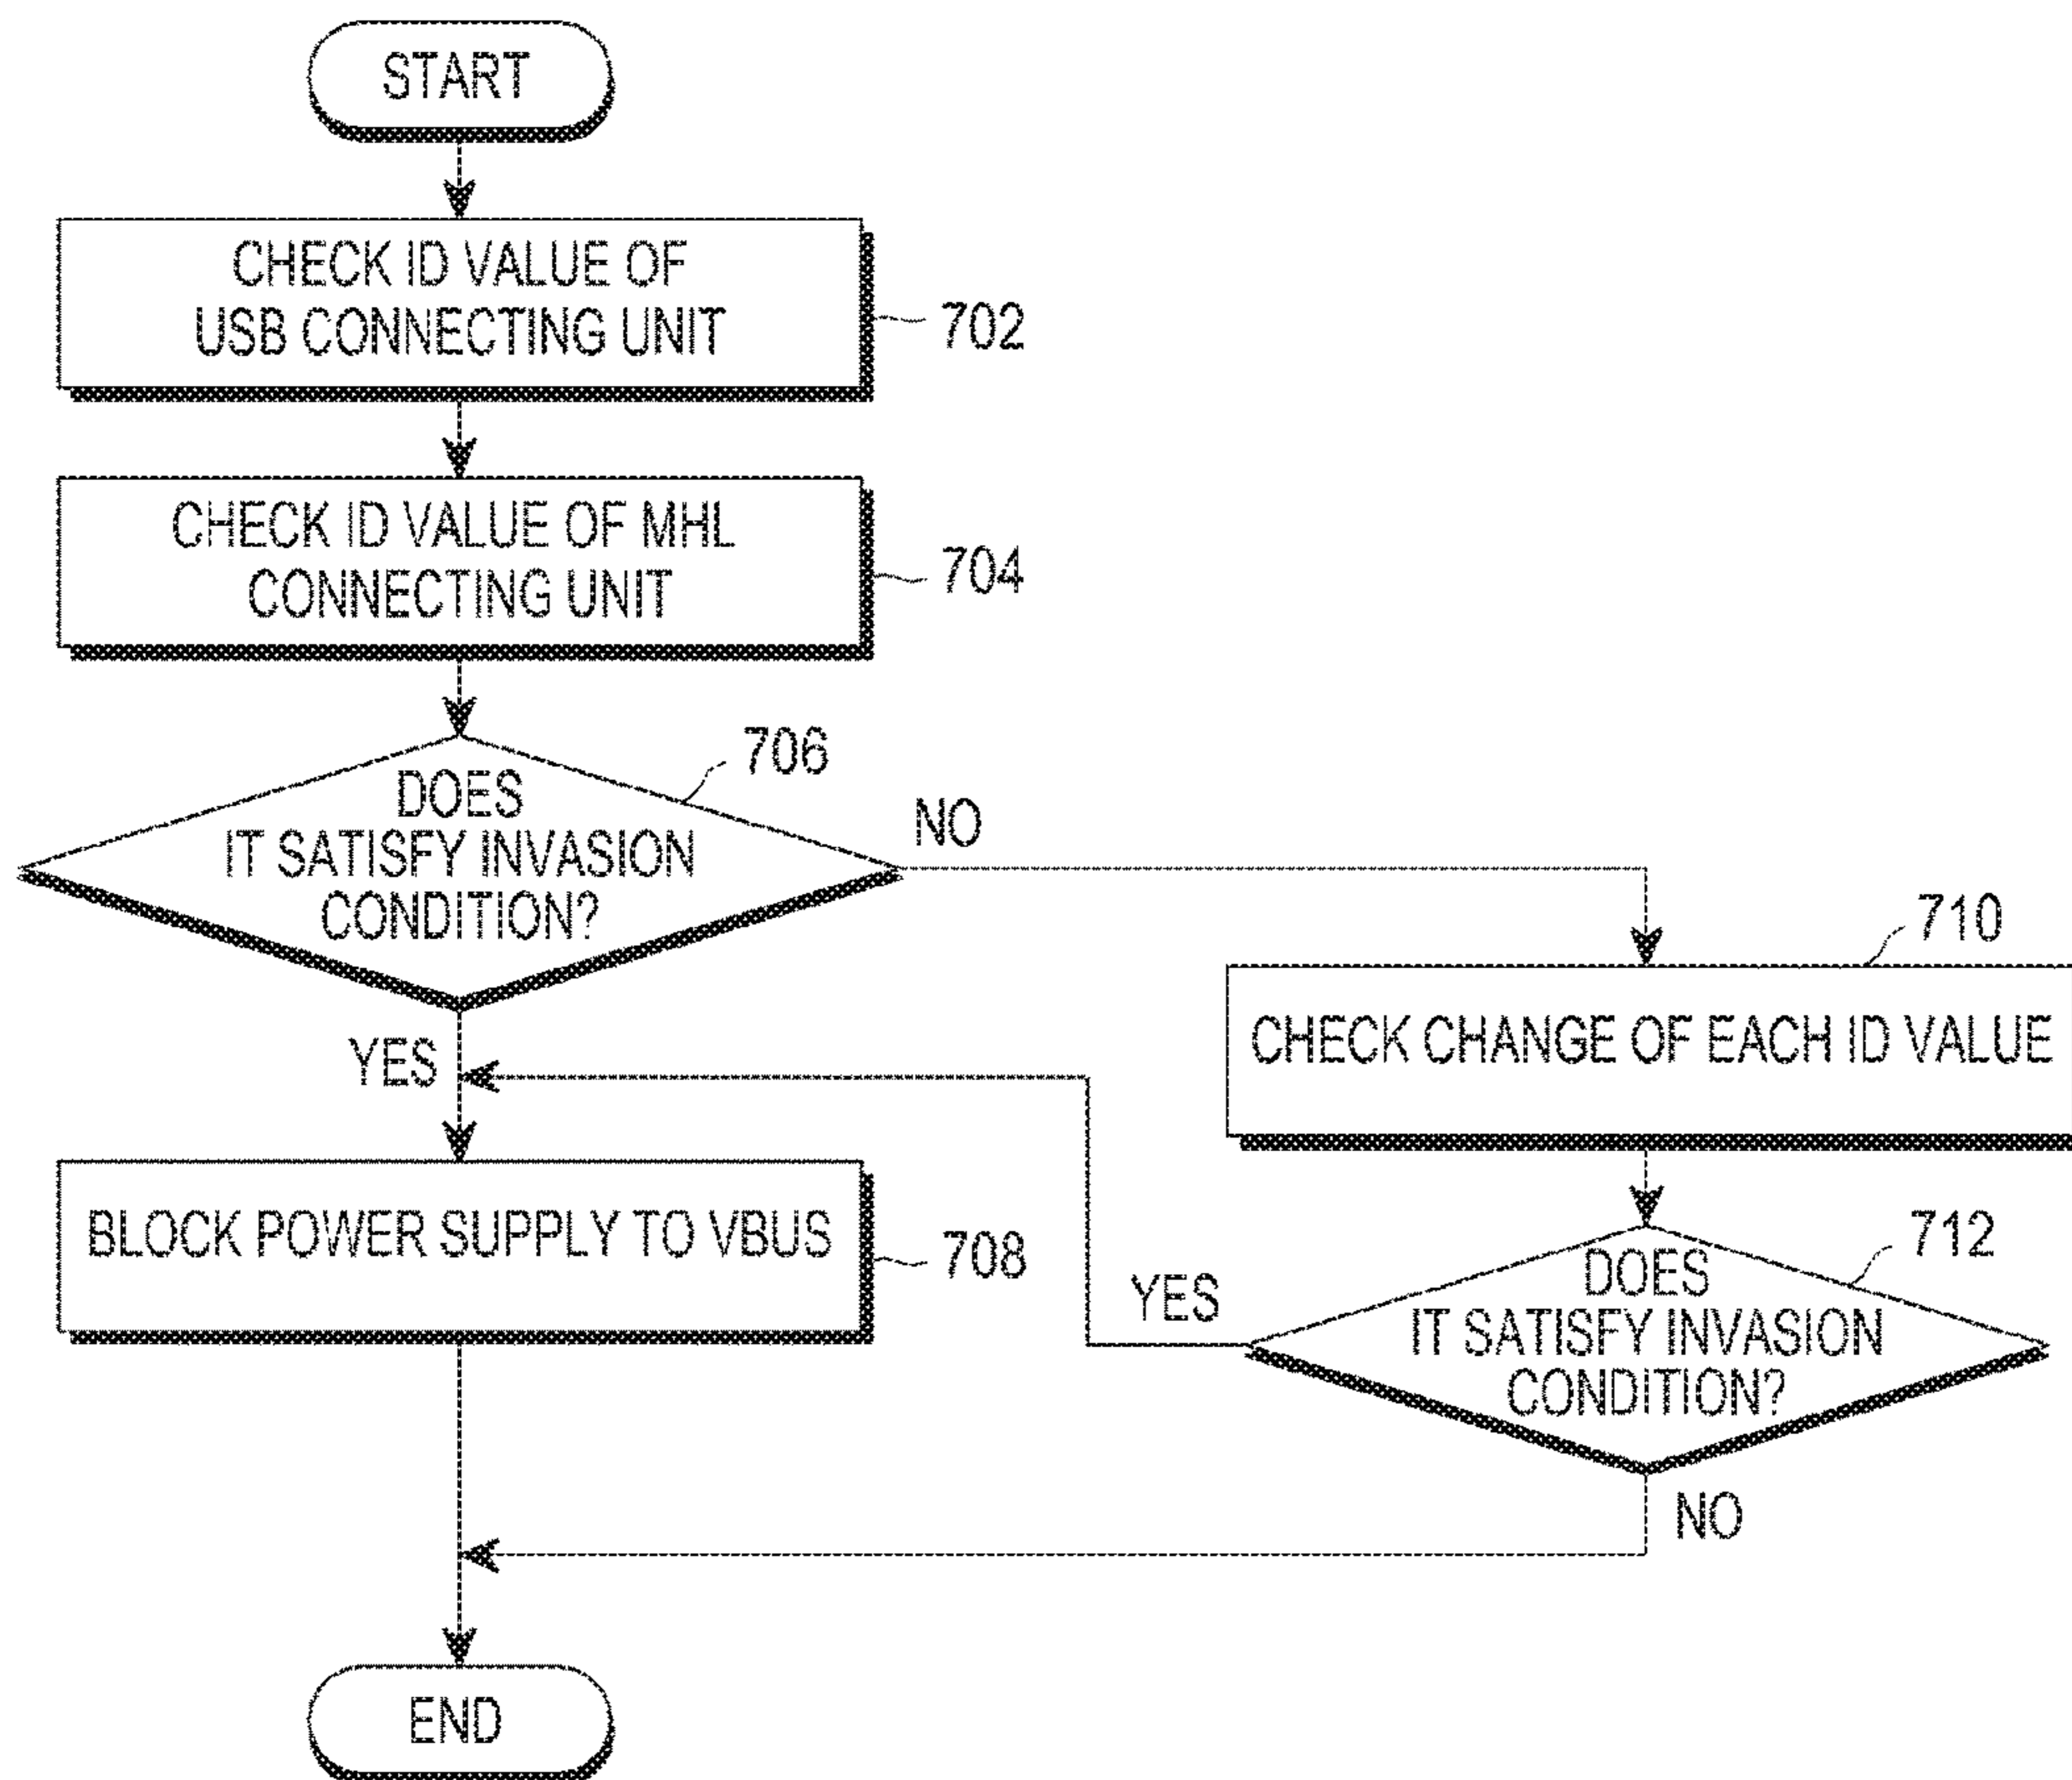 START
CHECK ID VALUE OF
USB CONNECTING UNIT
702
CHECK ID VALUE OF MHL
CONNECTING UNIT
704
706
DOES
IT SATISFY INVASION
CONDITION?
NO
YES
710
CHECK CHANGE OF EACH ID VALUE
BLOCK POWER SUPPLY TO VBUS
708
712
DOES
IT SATISFY INVASION
CONDITION?
YES
NO
END